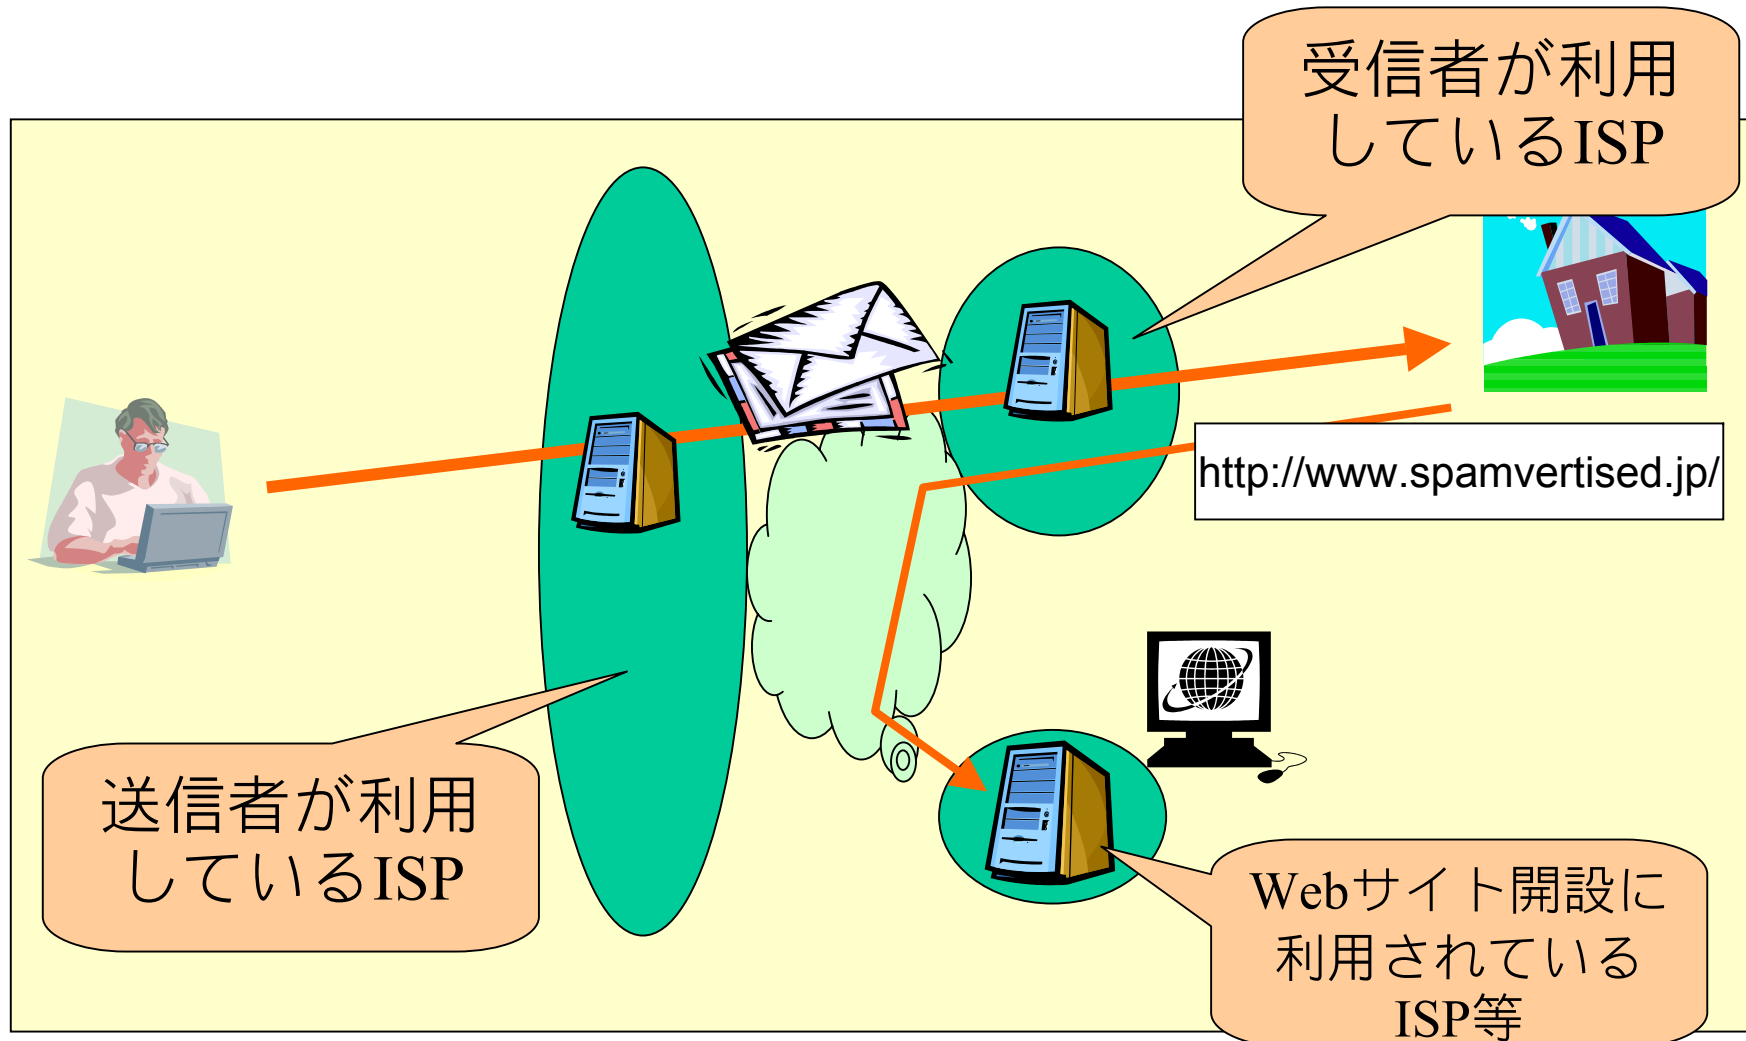 受信者が利用
しているISP
http://www.spamvertised.jp/
送信者が利用
しているISP
Webサイト開設に
利用されている
ISP等